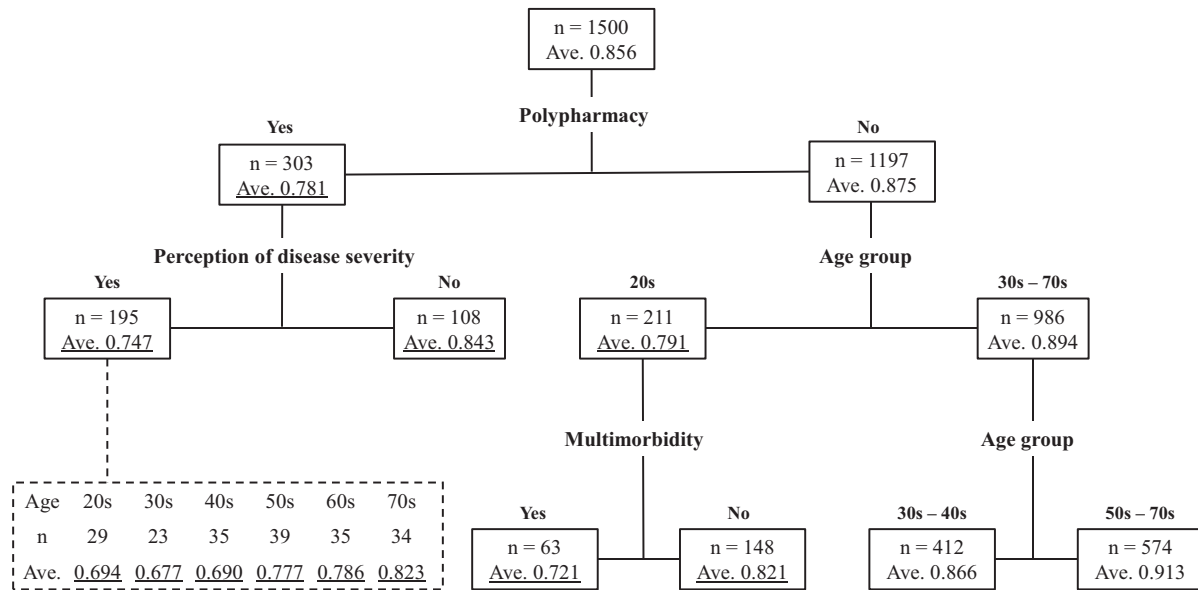 n = 1500
Ave. 0.856
Polypharmacy
Yes
No
n = 303
Ave. 0.781
n = 1197
Ave. 0.875
Perception of disease severity
Age group
Yes
No
20s
30s – 70s
n = 195
Ave. 0.747
n = 108
Ave. 0.843
n = 211
Ave. 0.791
n = 986
Ave. 0.894
Multimorbidity
Age group
Age 20s 30s 40s 50s 60s 70s
n 29 23 35 39 35 34
Ave. 0.694 0.677 0.690 0.777 0.786 0.823
Yes
No
30s – 40s
50s – 70s
n = 63
Ave. 0.721
n = 148
Ave. 0.821
n = 412
Ave. 0.866
n = 574
Ave. 0.913